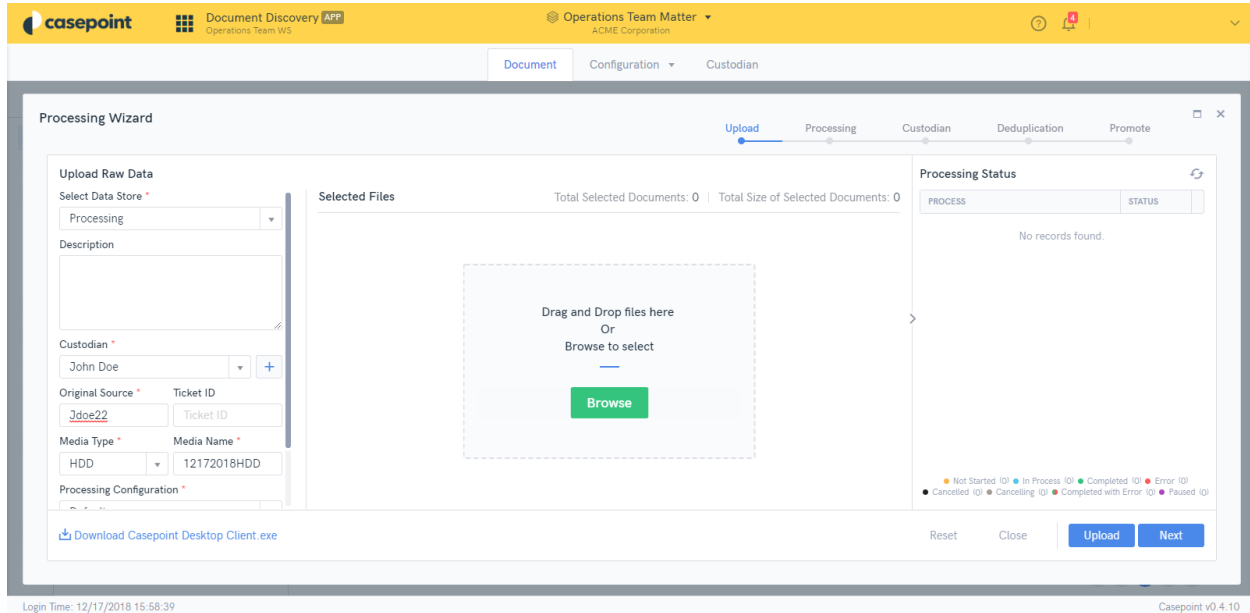 casepoint
Document Discovery APP
Operations Team WS
Operations Team Matter
ACME Corporation
? 4
Document Configuration Custodian
Processing Wizard
Upload Processing Custodian Deduplication Promote
Upload Raw Data
Select Data Store *
Processing
Description
Custodian *
John Doe
+
Original Source * Ticket ID
Jdoe22 Ticket ID
Media Type * Media Name *
HDD 12172018HDD
Processing Configuration *
Selected Files Total Selected Documents: 0 | Total Size of Selected Documents: 0
Drag and Drop files here
Or
Browse to select
Browse
Processing Status
PROCESS STATUS
No records found.
Not Started (0) In Process (0) Completed (0) Error (0)
Cancelled (0) Cancelling (0) Completed with Error (0) Paused (0)
Download Casepoint Desktop Client.exe
Reset Close Upload Next
Login Time: 12/17/2018 15:58:39 Casepoint v0.4.10